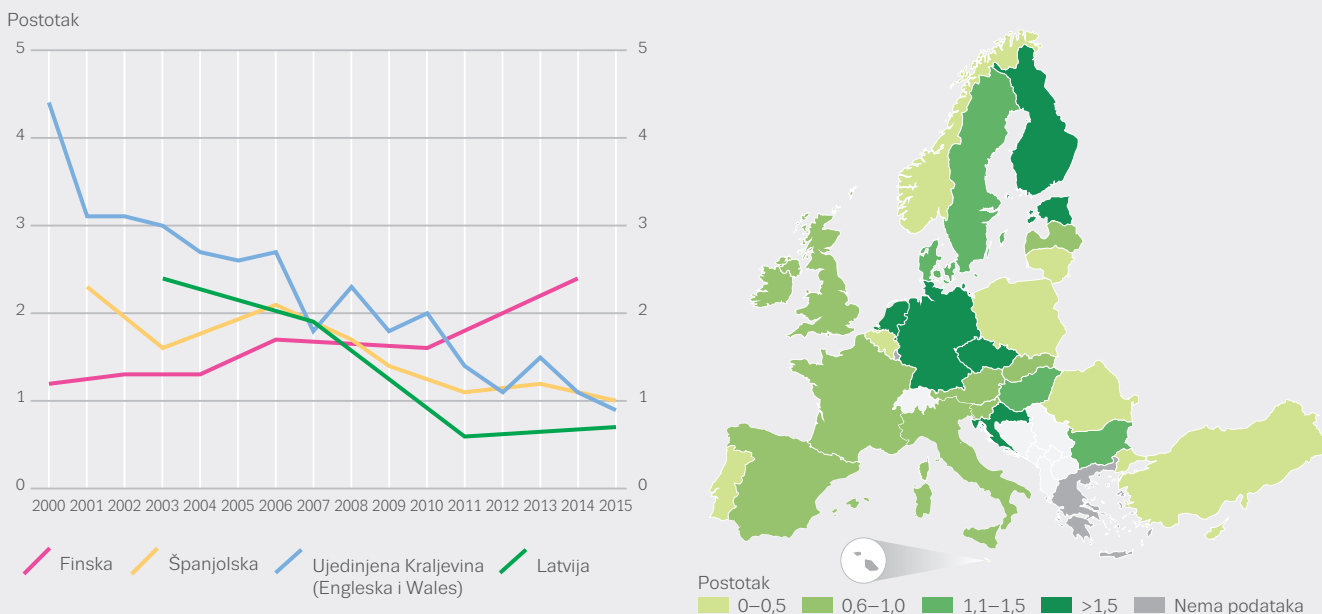 Postotak
5
4
3
2
1
0
5
4
3
2
1
0
2000 2001 2002 2003 2004 2005 2006 2007 2008 2009 2010 2011 2012 2013 2014 2015
Finska
Španjolska
Ujedinjena Kraljevina
(Engleska i Wales)
Latvija
Postotak
0–0,5
0,6–1,0
1,1–1,5
>1,5
Nema podataka